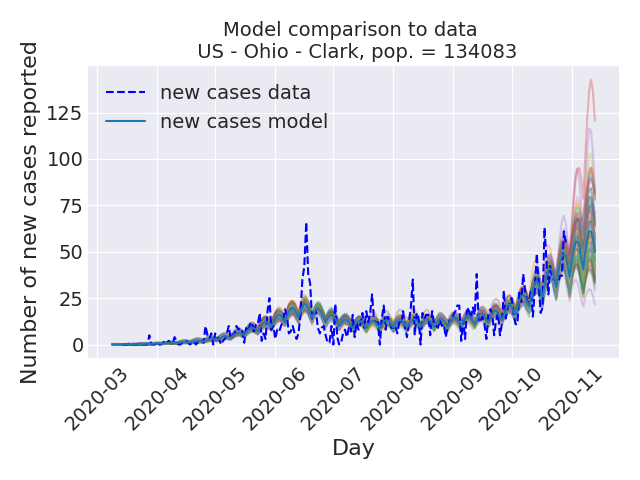 Model comparison to data
US - Ohio - Clark, pop. = 134083
new cases data
new cases model
Number of new cases reported
125
100
75
50
25
0
2020-03
2020-04
2020-05
2020-06
2020-07
2020-08
2020-09
2020-10
2020-11
Day